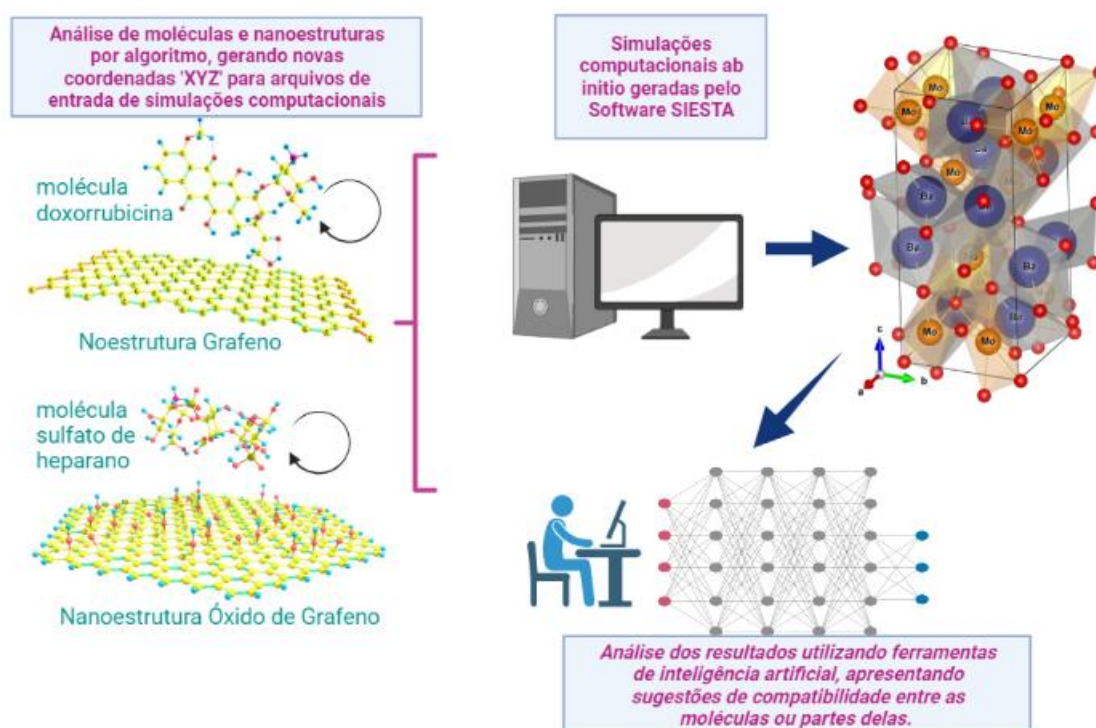 Análise de moléculas e nanoestruturas
por algoritmo, gerando novas
coordenadas 'XYZ' para arquivos de
entrada de simulações computacionais
molécula
doxorrubicina
Noestrutura Grafeno
molécula
sulfato de
heparano
Nanoestrutura Óxido de Grafeno
Simulações
computacionais ab
initio geradas pelo
Software SIESTA
Mo
Mo
Mo
Mo
Ba
Ba
Ba
Ba
Mo
Mo
c
b
a
Análise dos resultados utilizando ferramentas
de inteligência artificial, apresentando
sugestões de compatibilidade entre as
moléculas ou partes delas.